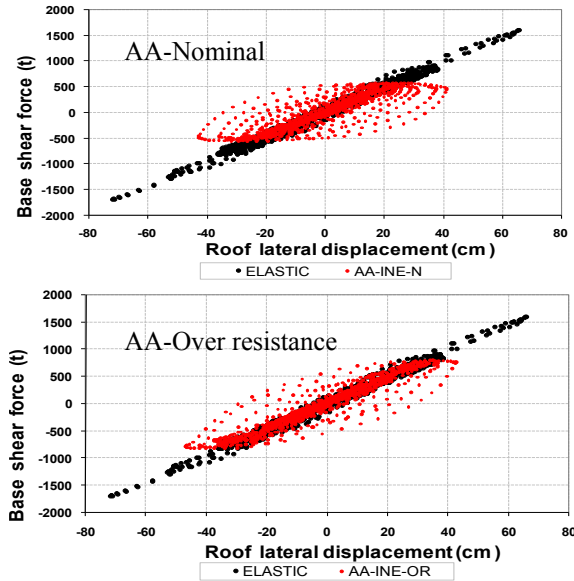 AA-Nominal
Base shear force (t)
2000
1500
1000
500
0
-500
-1000
-1500
-2000
-80 -60 -40 -20 0 20 40 60 80
Roof lateral displacement (cm)
ELASTIC AA-INE-N
AA-Over resistance
Base shear force (t)
2000
1500
1000
500
0
-500
-1000
-1500
-2000
-80 -60 -40 -20 0 20 40 60 80
Roof lateral displacement (cm)
ELASTIC AA-INE-OR